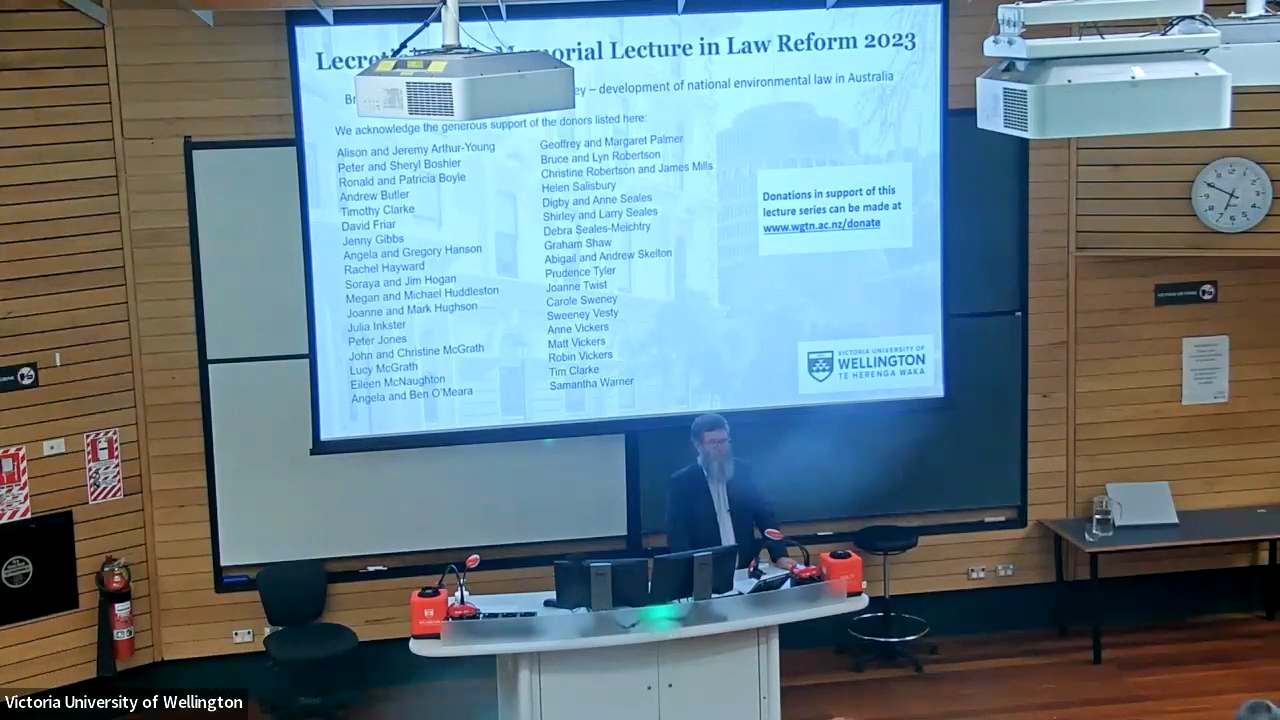 Lecre Memorial Lecture in Law Reform 2023
Br ey – development of national environmental law in Australia
We acknowledge the generous support of the donors listed here:
Alison and Jeremy Arthur-Young
Peter and Sheryl Boshier
Ronald and Patricia Boyle
Andrew Butler
Timothy Clarke
David Friar
Jenny Gibbs
Angela and Gregory Hanson
Rachel Hayward
Soraya and Jim Hogan
Megan and Michael Huddleston
Joanne and Mark Hughson
Julia Inkster
Peter Jones
John and Christine McGrath
Lucy McGrath
Eileen McNaughton
Angela and Ben O'Meara
Geoffrey and Margaret Palmer
Bruce and Lyn Robertson
Christine Robertson and James Mills
Helen Salisbury
Digby and Anne Seales
Shirley and Larry Seales
Debra Seales-Meichtry
Graham Shaw
Abigail and Andrew Skelton
Prudence Tyler
Joanne Twist
Carole Sweney
Sweeney Vesty
Anne Vickers
Matt Vickers
Robin Vickers
Tim Clarke
Samantha Warner
Donations in support of this
lecture series can be made at
www.wgtn.ac.nz/donate
VICTORIA UNIVERSITY OF
WELLINGTON
TE HERENGA WAKA
Victoria University of Wellington